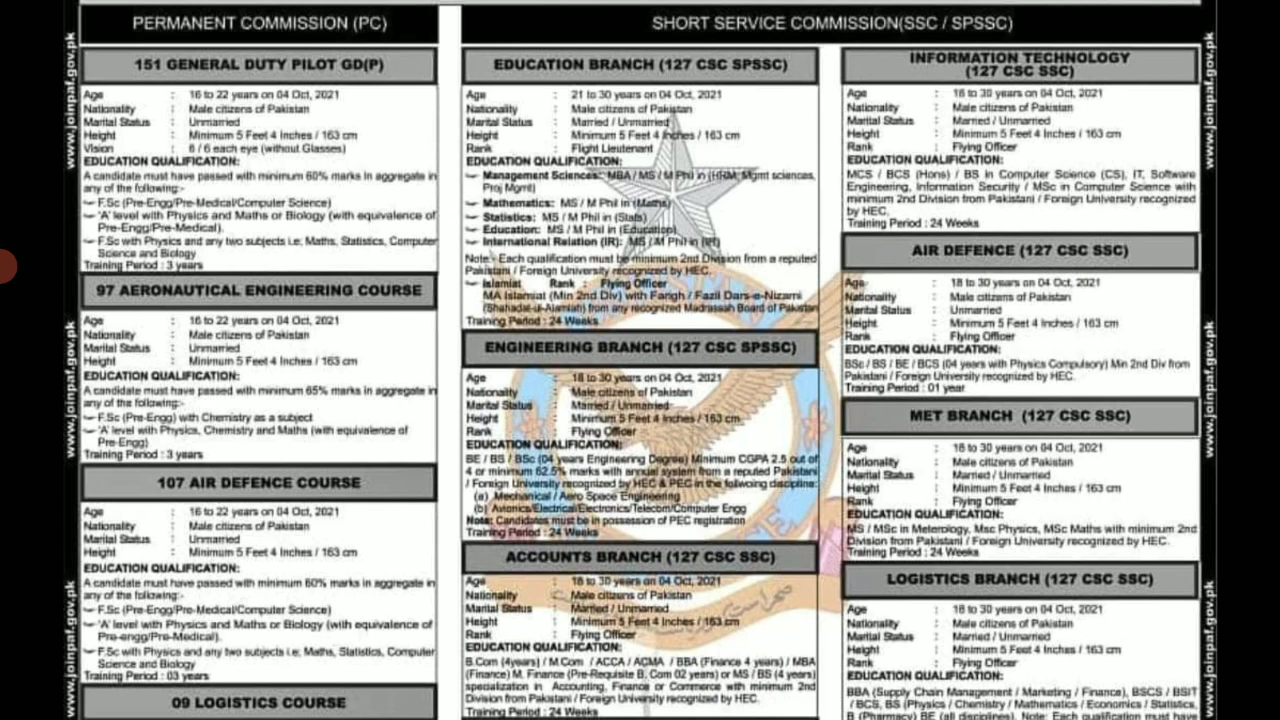 PERMANENT COMMISSION (PC)
151 GENERAL DUTY PILOT GD(P)
Age : 16 to 22 years on 04 Oct, 2021
Nationality : Male citizens of Pakistan
Marital Status : Unmarried
Height : Minimum 5 Feet 4 Inches / 163 cm
Vision : 6 / 6 each eye (without Glasses)
EDUCATION QUALIFICATION:
A candidate must have passed with minimum 60% marks in aggregate in
any of the following:-
F.Sc (Pre-Engg/Pre-Medical/Computer Science)
'A' level with Physics and Maths or Biology (with equivalence of
Pre-Engg/Pre-Medical).
F.Sc with Physics and any two subjects i.e; Maths, Statistics, Computer
Science and Biology
Training Period : 3 years
97 AERONAUTICAL ENGINEERING COURSE
Age : 16 to 22 years on 04 Oct, 2021
Nationality : Male citizens of Pakistan
Marital Status : Unmarried
Height : Minimum 5 Feet 4 Inches / 163 cm
EDUCATION QUALIFICATION:
A candidate must have passed with minimum 65% marks in aggregate in
any of the following:-
F.Sc (Pre-Engg) with Chemistry as a subject
'A' level with Physics, Chemistry and Maths (with equivalence of
Pre-Engg)
Training Period : 3 years
107 AIR DEFENCE COURSE
Age : 16 to 22 years on 04 Oct, 2021
Nationality : Male citizens of Pakistan
Marital Status : Unmarried
Height : Minimum 5 Feet 4 Inches / 163 cm
EDUCATION QUALIFICATION:
A candidate must have passed with minimum 60% marks in aggregate in
any of the following:-
F.Sc (Pre-Engg/Pre-Medical/Computer Science)
'A' level with Physics and Maths or Biology (with equivalence of
Pre-engg/Pre-Medical).
F.Sc with Physics and any two subjects i.e; Maths, Statistics, Computer
Science and Biology
Training Period : 03 years
09 LOGISTICS COURSE
SHORT SERVICE COMMISSION(SSC / SPSSC)
EDUCATION BRANCH (127 CSC SPSSC)
Age : 21 to 30 years on 04 Oct, 2021
Nationality : Male citizens of Pakistan
Marital Status : Married / Unmarried
Height : Minimum 5 Feet 4 Inches / 163 cm
Rank : Flight Lieutenant
EDUCATION QUALIFICATION:
Management Sciences: MBA / MS / M Phil in (HRM, Mgmt sciences,
Proj Mgmt)
Mathematics: MS / M Phil in (Maths)
Statistics: MS / M Phil in (Stats)
Education: MS / M Phil in (Education)
International Relation (IR): MS / M Phil in (IR)
Note:- Each qualification must be minimum 2nd Division from a reputed
Pakistani / Foreign University recognized by HEC.
Islamiat Rank : Flying Officer
MA Islamiat (Min 2nd Div) with Farigh / Fazil Dars-e-Nizami
(Shahadat-ul-Alamiah) from any recognized Madrassah Board of Pakistan
Training Period : 24 Weeks
ENGINEERING BRANCH (127 CSC SPSSC)
Age : 18 to 30 years on 04 Oct, 2021
Nationality : Male citizens of Pakistan
Marital Status : Married / Unmarried
Height : Minimum 5 Feet 4 Inches / 163 cm
Rank : Flying Officer
EDUCATION QUALIFICATION:
BE / BS / BSc (04 years Engineering Degree) Minimum CGPA 2.5 out of
4 or minimum 62.5% marks with annual system from a reputed Pakistani
/ Foreign University recognized by HEC & PEC in the follwoing discipline:
(a) Mechanical / Aero Space Engineering
(b) Avionics/Electrical/Electronics/Telecom/Computer Engg
Note: Candidates must be in possession of PEC registration
Training Period : 24 Weeks
ACCOUNTS BRANCH (127 CSC SSC)
Age : 18 to 30 years on 04 Oct, 2021
Nationality : Male citizens of Pakistan
Marital Status : Married / Unmarried
Height : Minimum 5 Feet 4 Inches / 163 cm
Rank : Flying Officer
EDUCATION QUALIFICATION:
B.Com (4years) / M.Com / ACCA / ACMA / BBA (Finance 4 years) / MBA
(Finance) M. Finance (Pre-Requisite B. Com 02 years) or MS / BS (4 years)
specialization in Accounting, Finance or Commerce with minimum 2nd
Division from Pakistani / Foreign University recognized by HEC.
Training Period : 24 Weeks
INFORMATION TECHNOLOGY
(127 CSC SSC)
Age : 18 to 30 years on 04 Oct, 2021
Nationality : Male citizens of Pakistan
Marital Status : Married / Unmarried
Height : Minimum 5 Feet 4 Inches / 163 cm
Rank : Flying Officer
EDUCATION QUALIFICATION:
MCS / BCS (Hons) / BS in Computer Science (CS), IT, Software
Engineering, Information Security / MSc in Computer Science with
minimum 2nd Division from Pakistani / Foreign University recognized
by HEC.
Training Period : 24 Weeks
AIR DEFENCE (127 CSC SSC)
Age : 18 to 30 years on 04 Oct, 2021
Nationality : Male citizens of Pakistan
Marital Status : Unmarried
Height : Minimum 5 Feet 4 Inches / 163 cm
Rank : Flying Officer
EDUCATION QUALIFICATION:
BSc / BS / BE / BCS (04 years with Physics Compulsory) Min 2nd Div from
Pakistani / Foreign University recognized by HEC.
Training Period : 01 year
MET BRANCH (127 CSC SSC)
Age : 18 to 30 years on 04 Oct, 2021
Nationality : Male citizens of Pakistan
Marital Status : Married / Unmarried
Height : Minimum 5 Feet 4 Inches / 163 cm
Rank : Flying Officer
EDUCATION QUALIFICATION:
MS / MSc in Meterology, Msc Physics, MSc Maths with minimum 2nd
Division from Pakistani / Foreign University recognized by HEC.
Training Period : 24 Weeks
LOGISTICS BRANCH (127 CSC SSC)
Age : 18 to 30 years on 04 Oct, 2021
Nationality : Male citizens of Pakistan
Marital Status : Married / Unmarried
Height : Minimum 5 Feet 4 Inches / 163 cm
Rank : Flying Officer
EDUCATION QUALIFICATION:
BBA (Supply Chain Management / Marketing / Finance), BSCS / BSIT
/ BCS, BS (Physics / Chemistry / Mathematics / Economics / Statistics,
B (Pharmacy) BE (all disciplines). Note: Each qualification must have
www.joinpaf.gov.pk
www.joinpaf.gov.pk
www.joinpaf.gov.pk
www.joinpaf.gov.pk
www.joinpaf.gov.pk
www.joinpaf.gov.pk